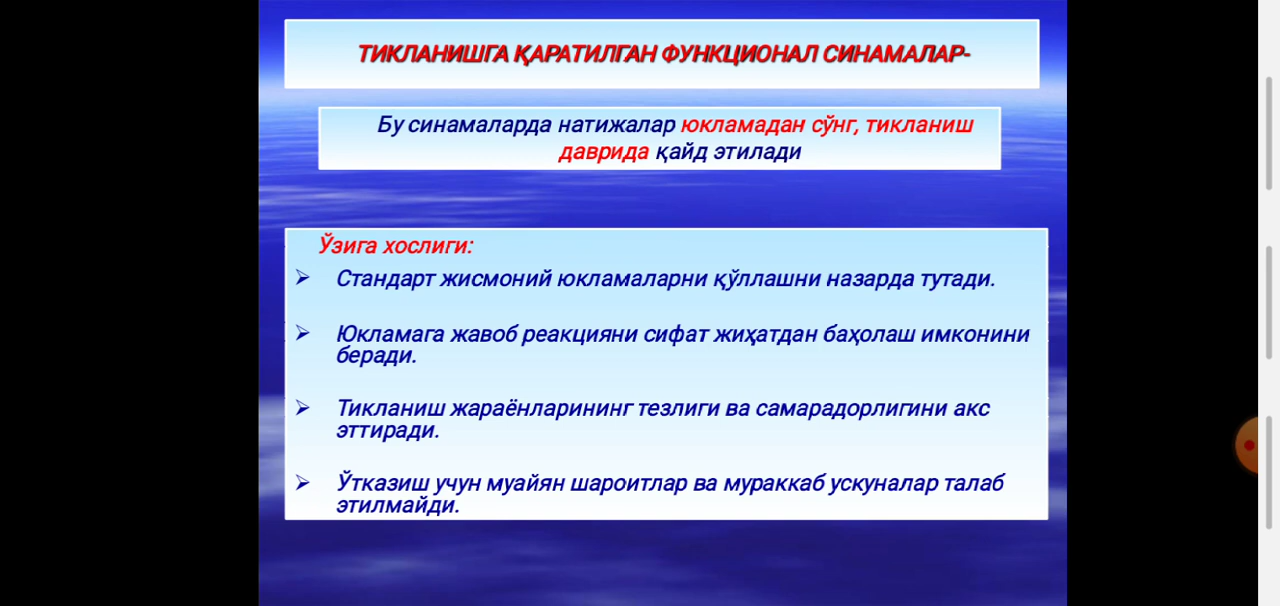 ТИКЛАНИШГА ҚАРАТИЛГАН ФУНКЦИОНАЛ СИНАМАЛАР-
Бу синамаларда натижалар юкламадан сўнг, тикланиш
даврида қайд этилади
Ўзига хослиги:
➢ Стандарт жисмоний юкламаларни қўллашни назарда тутади.
➢ Юкламага жавоб реакцияни сифат жиҳатдан баҳолаш имконини
беради.
➢ Тикланиш жараёнларининг тезлиги ва самарадорлигини акс
эттиради.
➢ Ўтказиш учун муайян шароитлар ва мураккаб ускуналар талаб
этилмайди.